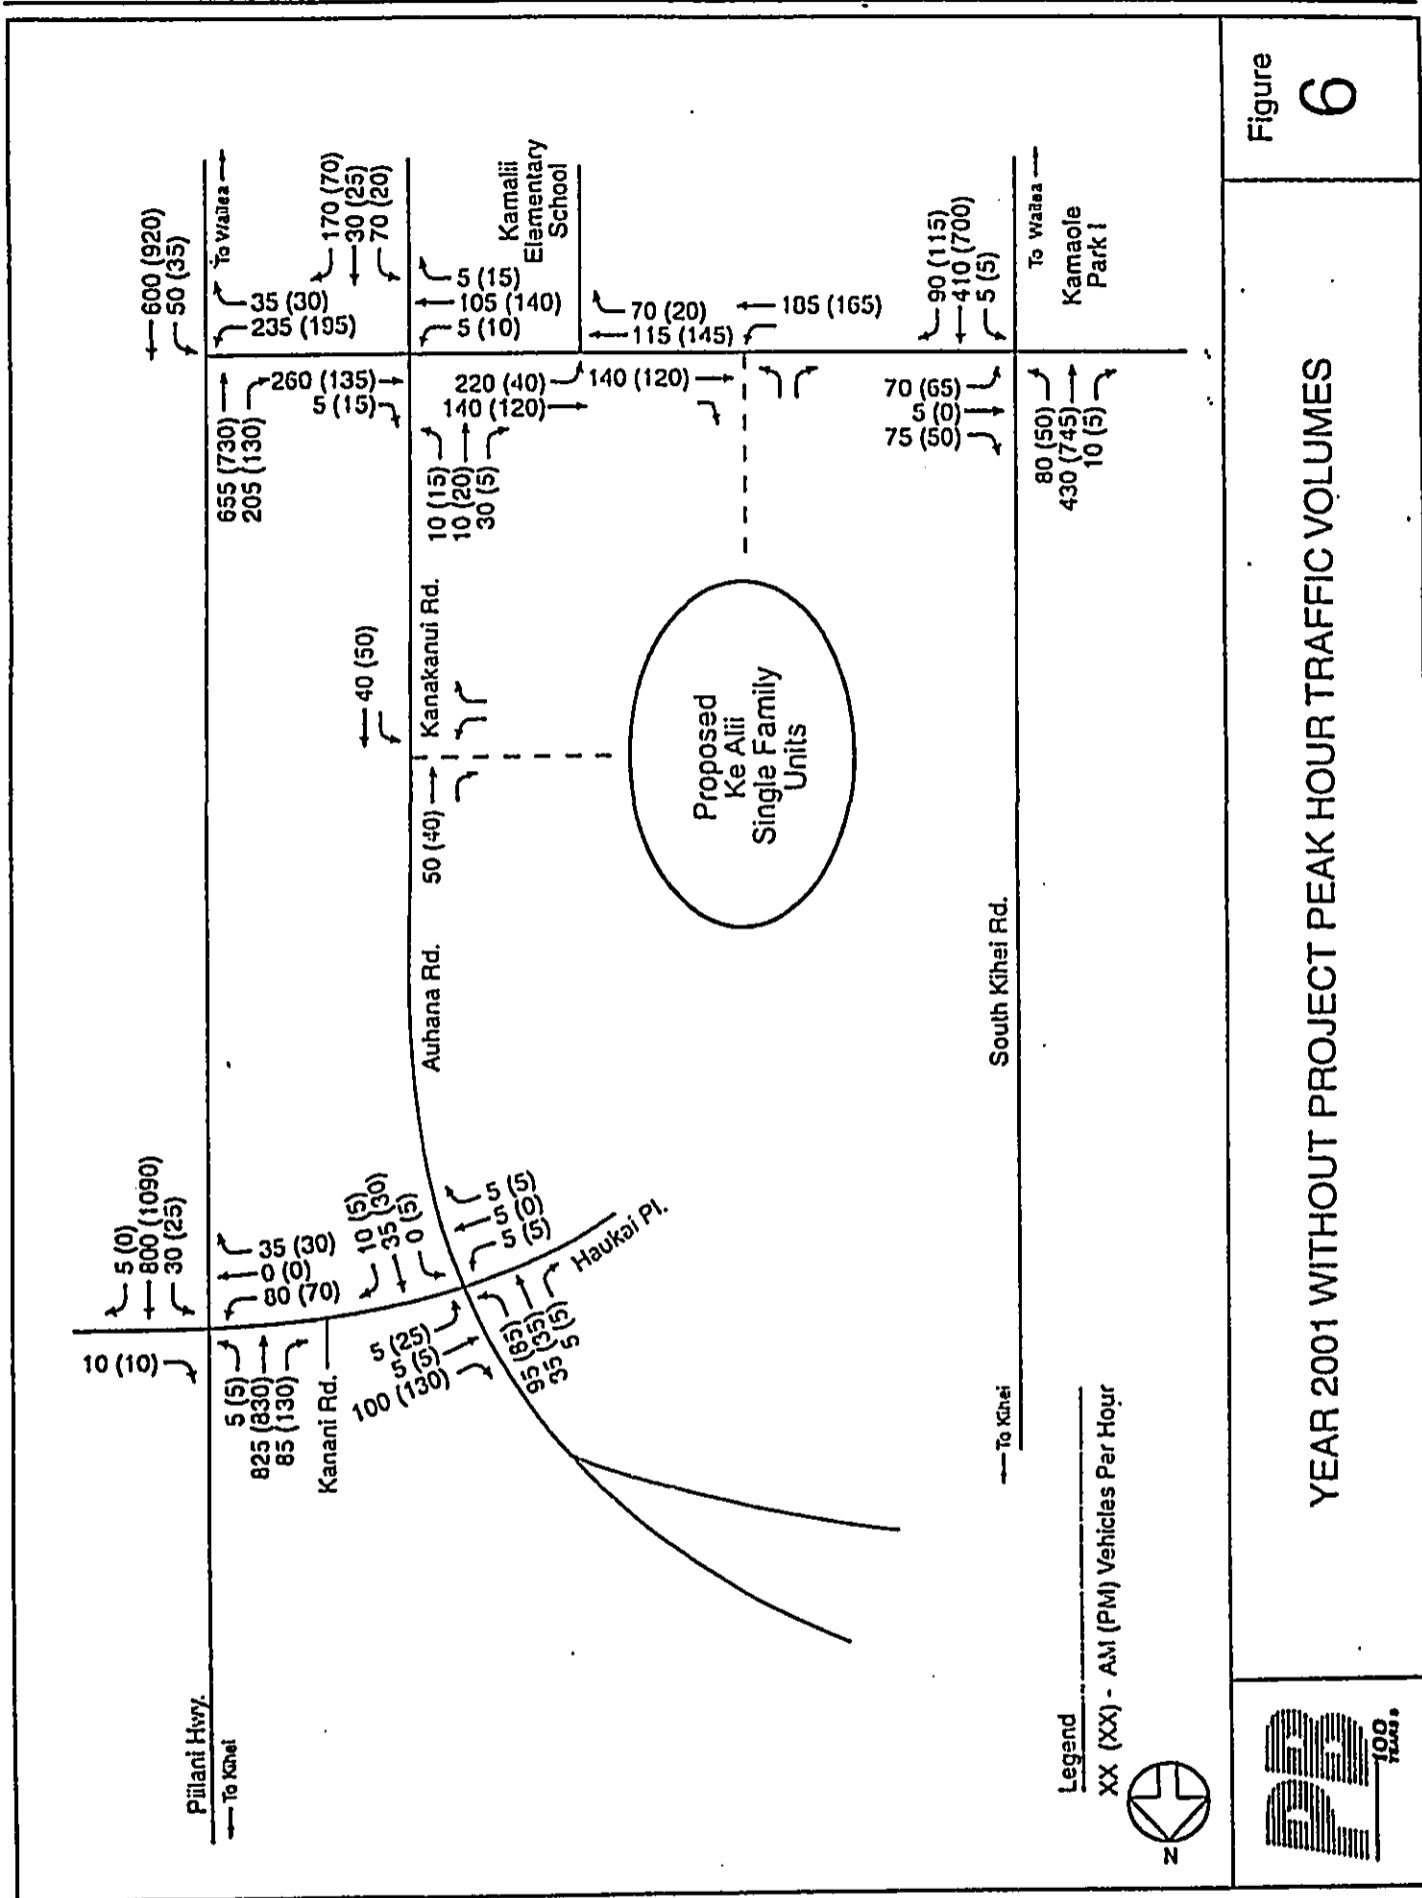 Figure
6
YEAR 2001 WITHOUT PROJECT PEAK HOUR TRAFFIC VOLUMES
PB
100
YEARS
Piilani Hwy.
To Kihei
5 (0)
800 (1090)
30 (25)
10 (10)
35 (30)
0 (0)
80 (70)
5 (5)
825 (830)
85 (130)
Kanani Rd.
10 (5)
35 (30)
0 (5)
5 (25)
5 (5)
100 (130)
5 (5)
5 (0)
5 (5)
95 (85)
35 (35)
5 (5)
Haukai Pl.
Auhana Rd.
50 (40)
40 (50)
Kanakanui Rd.
600 (920)
50 (35)
To Wailea
35 (30)
235 (195)
655 (730)
205 (130)
170 (70)
30 (25)
70 (20)
260 (135)
5 (15)
5 (15)
105 (140)
5 (10)
10 (15)
10 (20)
30 (5)
Kamalii
Elementary
School
220 (40)
140 (120)
70 (20)
115 (145)
140 (120)
185 (165)
Proposed
Ke Alii
Single Family
Units
90 (115)
410 (700)
5 (5)
70 (65)
5 (0)
75 (50)
To Wailea
Kamaole
Park I
80 (50)
430 (745)
10 (5)
South Kihei Rd.
To Kihei
Legend
XX (XX) - AM (PM) Vehicles Per Hour
N